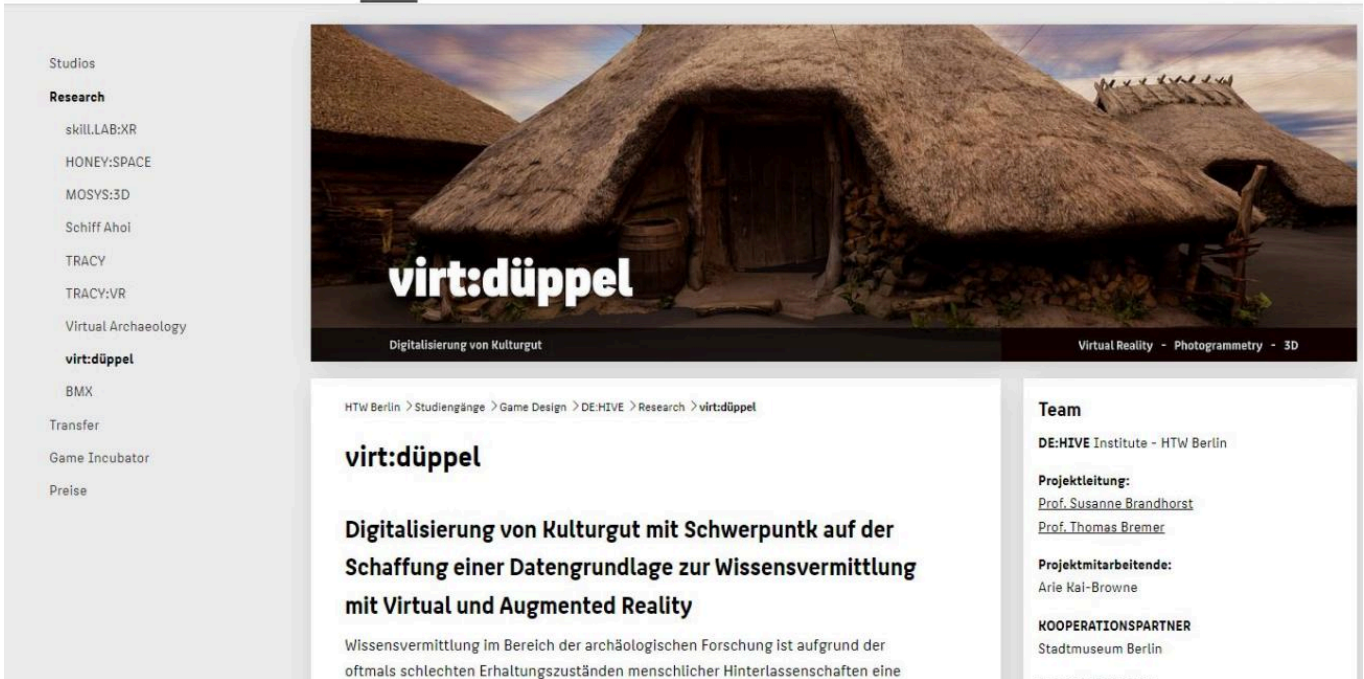 Studios
Research
skill.LAB:XR
HONEY:SPACE
MOSYS:3D
Schiff Ahoi
TRACY
TRACY:VR
Virtual Archaeology
virt:düppel
BMX
Transfer
Game Incubator
Preise
virt:düppel
Digitalisierung von Kulturgut
Virtual Reality - Photogrammetry - 3D
HTW Berlin > Studiengänge > Game Design > DE:HIVE > Research > virt:düppel
virt:düppel
Digitalisierung von Kulturgut mit Schwerpuntk auf der
Schaffung einer Datengrundlage zur Wissensvermittlung
mit Virtual und Augmented Reality
Wissensvermittlung im Bereich der archäologischen Forschung ist aufgrund der
oftmals schlechten Erhaltungszuständen menschlicher Hinterlassenschaften eine
Team
DE:HIVE Institute - HTW Berlin
Projektleitung:
Prof. Susanne Brandhorst
Prof. Thomas Bremer
Projektmitarbeitende:
Arie Kai-Browne
KOOPERATIONSPARTNER
Stadtmuseum Berlin